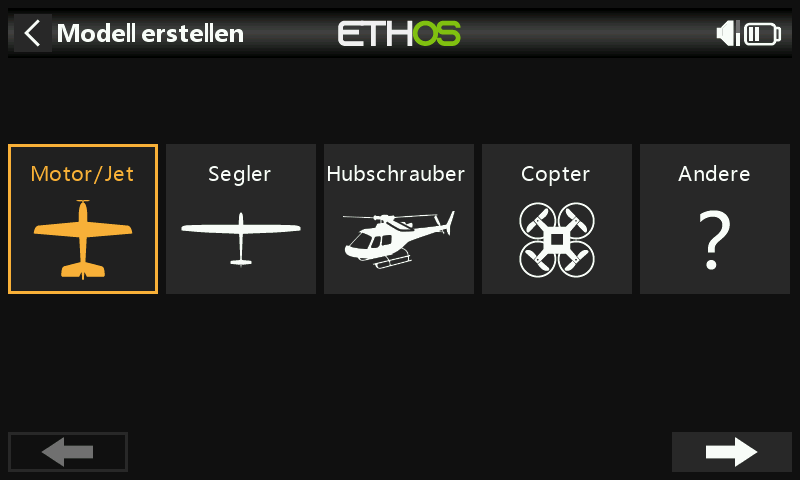 Modell erstellen
ETHOS
Motor/Jet
Segler
Hubschrauber
Copter
Andere
?